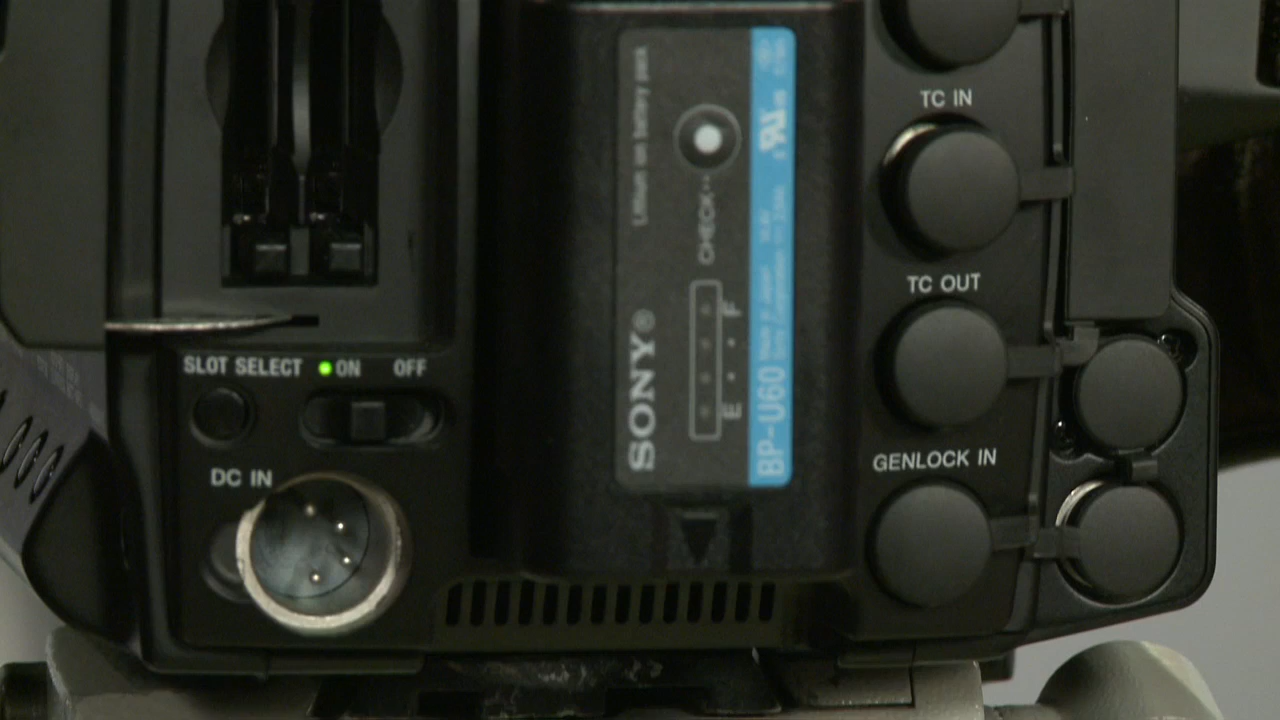 TC IN
TC OUT
GENLOCK IN
SLOT SELECT
ON OFF
DC IN
SONY
Lithium ion battery pack
CHECK
E F
BP-U60